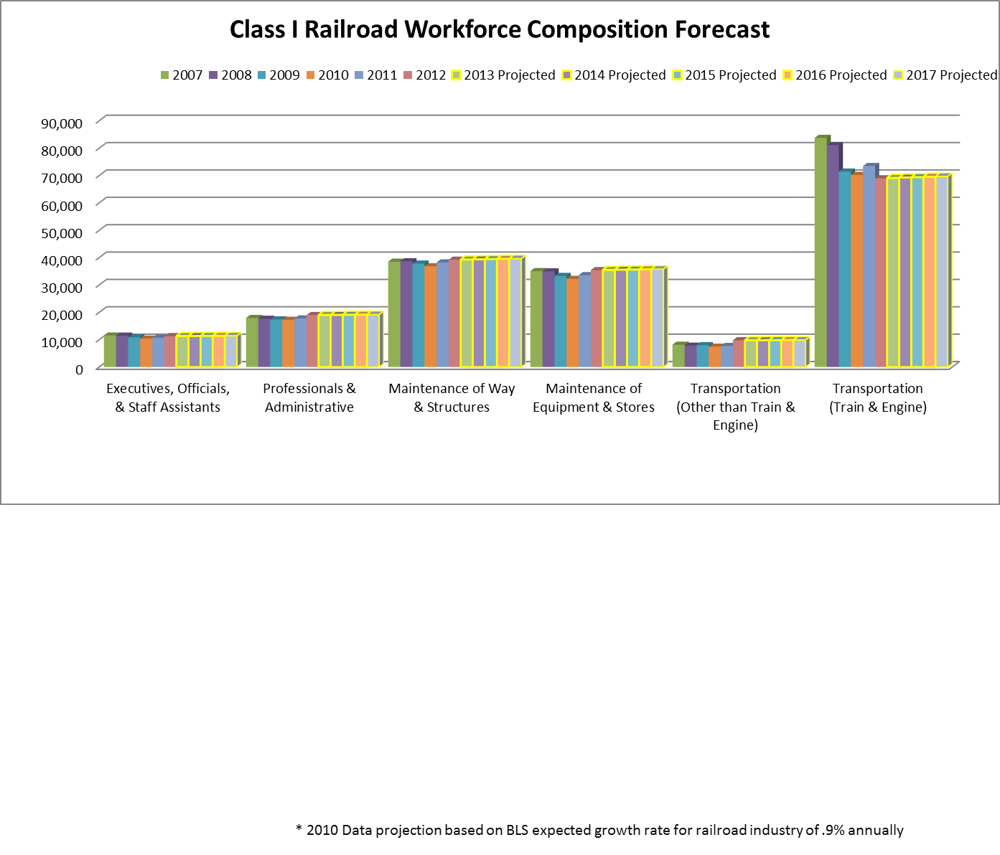 Class I Railroad Workforce Composition Forecast
2007 2008 2009 2010 2011 2012 2013 Projected 2014 Projected 2015 Projected 2016 Projected 2017 Projected
90,000
80,000
70,000
60,000
50,000
40,000
30,000
20,000
10,000
0
Executives, Officials,
& Staff Assistants
Professionals &
Administrative
Maintenance of Way
& Structures
Maintenance of
Equipment & Stores
Transportation
(Other than Train &
Engine)
Transportation
(Train & Engine)
* 2010 Data projection based on BLS expected growth rate for railroad industry of .9% annually